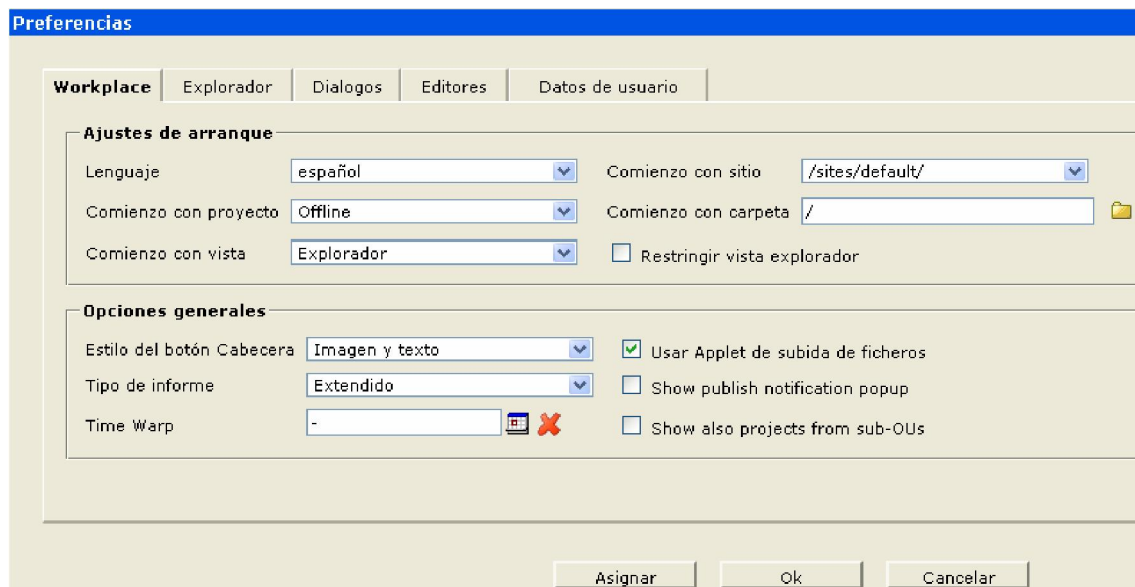 Preferencias
Workplace Explorador Dialogos Editores Datos de usuario
Ajustes de arranque
Lenguaje español Comienzo con sitio /sites/default/
Comienzo con proyecto Offline Comienzo con carpeta /
Comienzo con vista Explorador Restringir vista explorador
Opciones generales
Estilo del botón Cabecera Imagen y texto Usar Applet de subida de ficheros
Tipo de informe Extendido Show publish notification popup
Time Warp - Show also projects from sub-OUs
Asignar Ok Cancelar